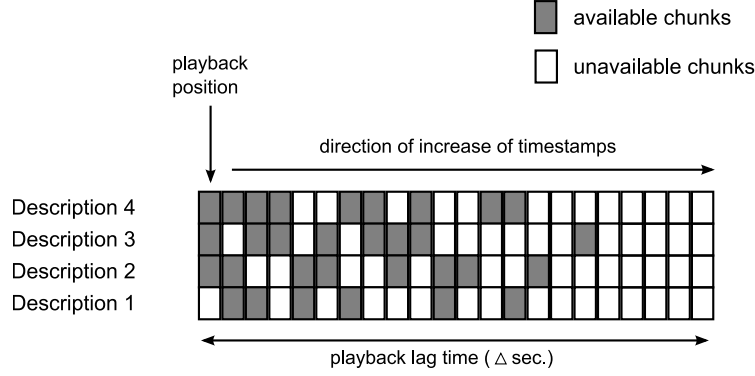 available chunks
unavailable chunks
playback
position
direction of increase of timestamps
Description 4
Description 3
Description 2
Description 1
playback lag time ( △ sec.)